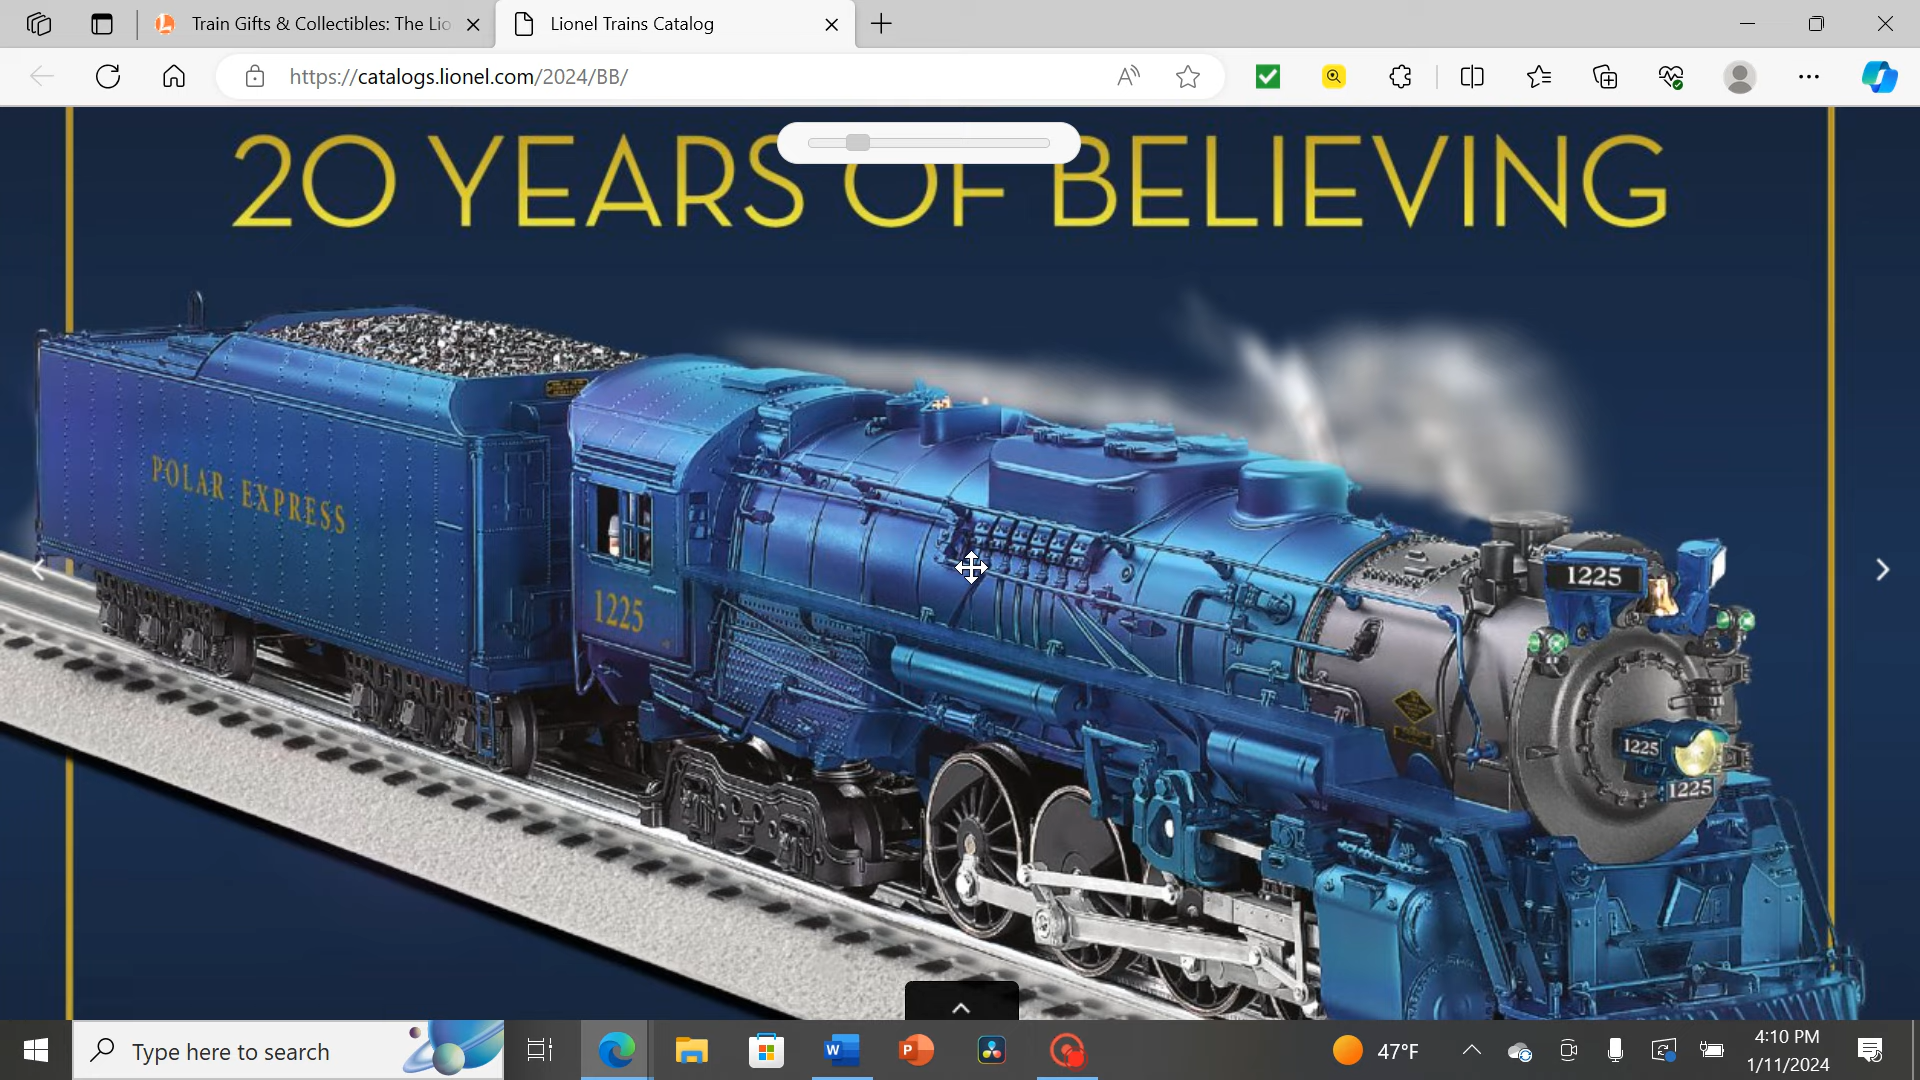 Train Gifts & Collectibles: The Lio
Lionel Trains Catalog
https://catalogs.lionel.com/2024/BB/
20 YEARS OF BELIEVING
POLAR EXPRESS
1225
1225
1225
1225
Type here to search
47°F
4:10 PM
1/11/2024